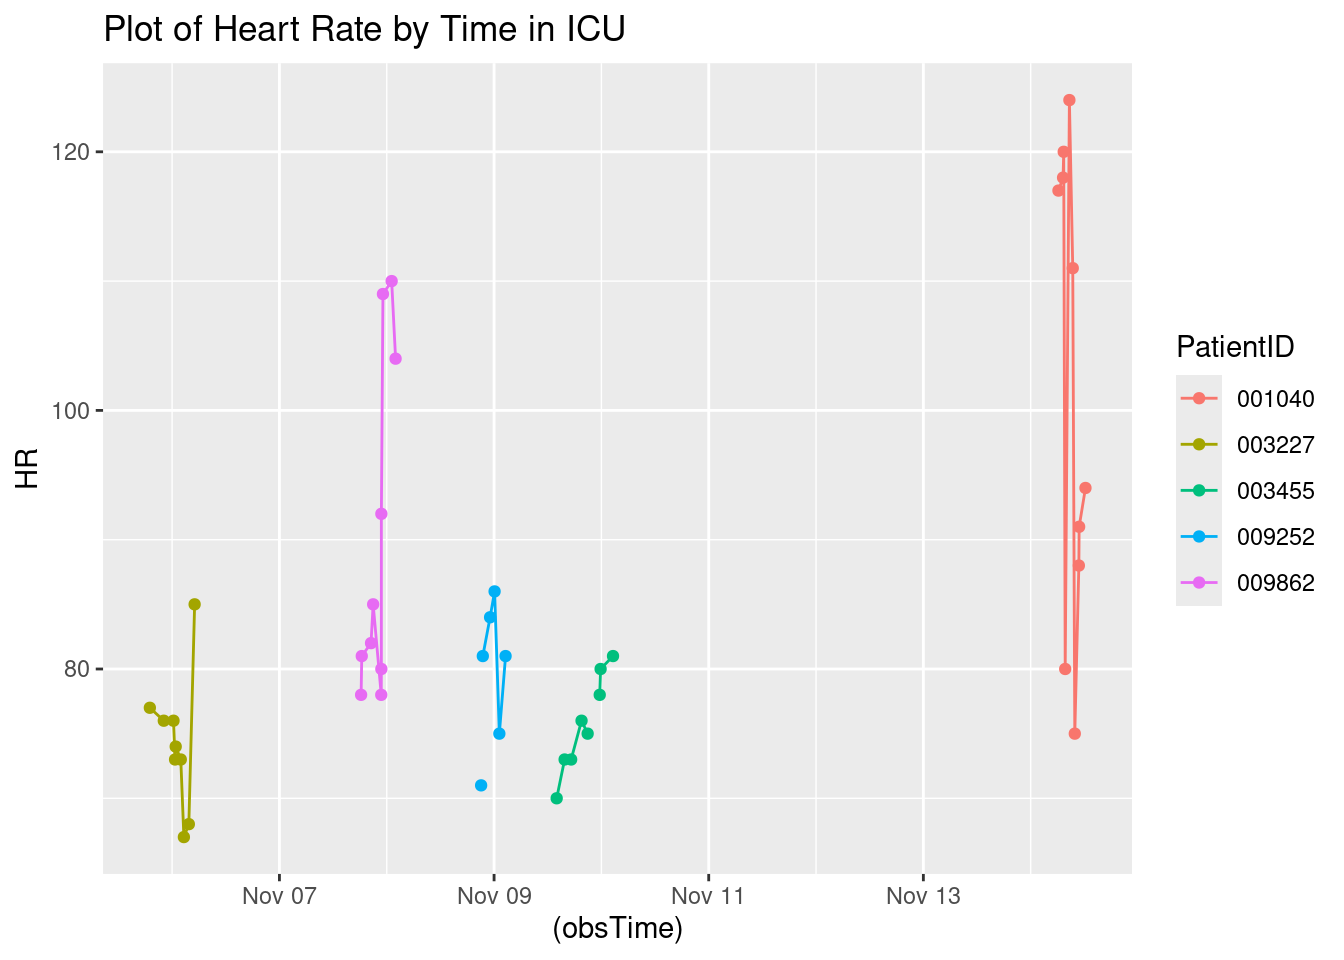 Plot of Heart Rate by Time in ICU
120
100
80
HR
Nov 07
Nov 09
Nov 11
Nov 13
(obsTime)
PatientID
001040
003227
003455
009252
009862